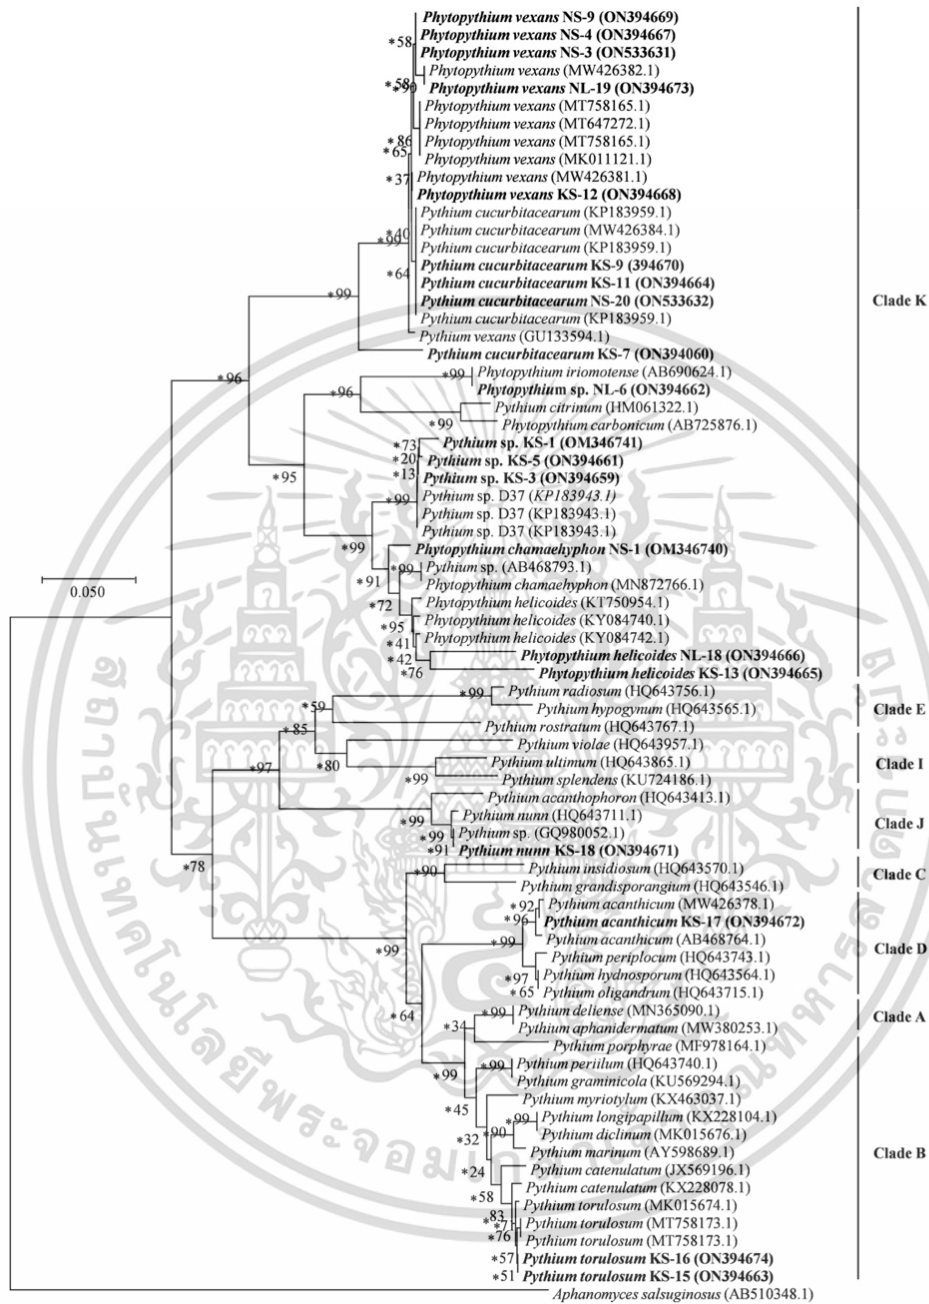 Phytopythium vexans NS-9 (ON394669)
Phytopythium vexans NS-4 (ON394667)
*58
Phytopythium vexans NS-3 (ON533631)
Phytopythium vexans (MW426382.1)
*58
*90
Phytopythium vexans NL-19 (ON394673)
Phytopythium vexans (MT758165.1)
Phytopythium vexans (MT647272.1)
*86
Phytopythium vexans (MT758165.1)
*65
Phytopythium vexans (MK011121.1)
*37
Phytopythium vexans (MW426381.1)
Phytopythium vexans KS-12 (ON394668)
Pythium cucurbitacearum (KP183959.1)
*40
Pythium cucurbitacearum (MW426384.1)
*99
Pythium cucurbitacearum (KP183959.1)
Pythium cucurbitacearum KS-9 (394670)
*64
Pythium cucurbitacearum KS-11 (ON394664)
*99
Pythium cucurbitacearum NS-20 (ON533632)
Clade K
Pythium cucurbitacearum (KP183959.1)
Pythium vexans (GU133594.1)
Pythium cucurbitacearum KS-7 (ON394060)
*96
*99
Phytopythium iriomotense (AB690624.1)
*96
Phytopythium sp. NL-6 (ON394662)
Pythium citrinum (HM061322.1)
*99
Phytopythium carbonicum (AB725876.1)
*73
Pythium sp. KS-1 (OM346741)
*20
Pythium sp. KS-5 (ON394661)
*95
*13
Pythium sp. KS-3 (ON394659)
*99
Pythium sp. D37 (KP183943.1)
Pythium sp. D37 (KP183943.1)
Pythium sp. D37 (KP183943.1)
*99
Phytopythium chamaehyphon NS-1 (OM346740)
*99
Pythium sp. (AB468793.1)
*91
Phytopythium chamaehyphon (MN872766.1)
0.050
*72
Phytopythium helicoides (KT750954.1)
*95
Phytopythium helicoides (KY084740.1)
*41
Phytopythium helicoides (KY084742.1)
*42
Phytopythium helicoides NL-18 (ON394666)
*76
Phytopythium helicoides KS-13 (ON394665)
*99
Pythium radiosum (HQ643756.1)
*59
Pythium hypogynum (HQ643565.1)
Clade E
*85
Pythium rostratum (HQ643767.1)
Pythium violae (HQ643957.1)
*80
Pythium ultimum (HQ643865.1)
Clade I
*97
*99
Pythium splendens (KU724186.1)
Pythium acanthophoron (HQ643413.1)
*99
Pythium nunn (HQ643711.1)
*99
Pythium sp. (GQ980052.1)
Clade J
*91
Pythium nunn KS-18 (ON394671)
*78
*90
Pythium insidiosum (HQ643570.1)
Clade C
Pythium grandisporangium (HQ643546.1)
*92
Pythium acanthicum (MW426378.1)
*96
Pythium acanthicum KS-17 (ON394672)
*99
*99
Pythium acanthicum (AB468764.1)
Clade D
Pythium periplocum (HQ643743.1)
*97
Pythium hydnosporum (HQ643564.1)
*65
Pythium oligandrum (HQ643715.1)
*64
*99
Pythium deliense (MN365090.1)
Clade A
*34
Pythium aphanidermatum (MW380253.1)
Pythium porphyrae (MF978164.1)
*99
*99
Pythium periilum (HQ643740.1)
Pythium graminicola (KU569294.1)
*45
Pythium myriotylum (KX463037.1)
*99
Pythium longipapillum (KX228104.1)
*32
*90
Pythium diclinum (MK015676.1)
Pythium marinum (AY598689.1)
Clade B
*24
Pythium catenulatum (JX569196.1)
*58
Pythium catenulatum (KX228078.1)
Pythium torulosum (MK015674.1)
*83
*7
Pythium torulosum (MT758173.1)
*76
Pythium torulosum (MT758173.1)
*57
Pythium torulosum KS-16 (ON394674)
*51
Pythium torulosum KS-15 (ON394663)
Aphanomyces salsuginosus (AB510348.1)